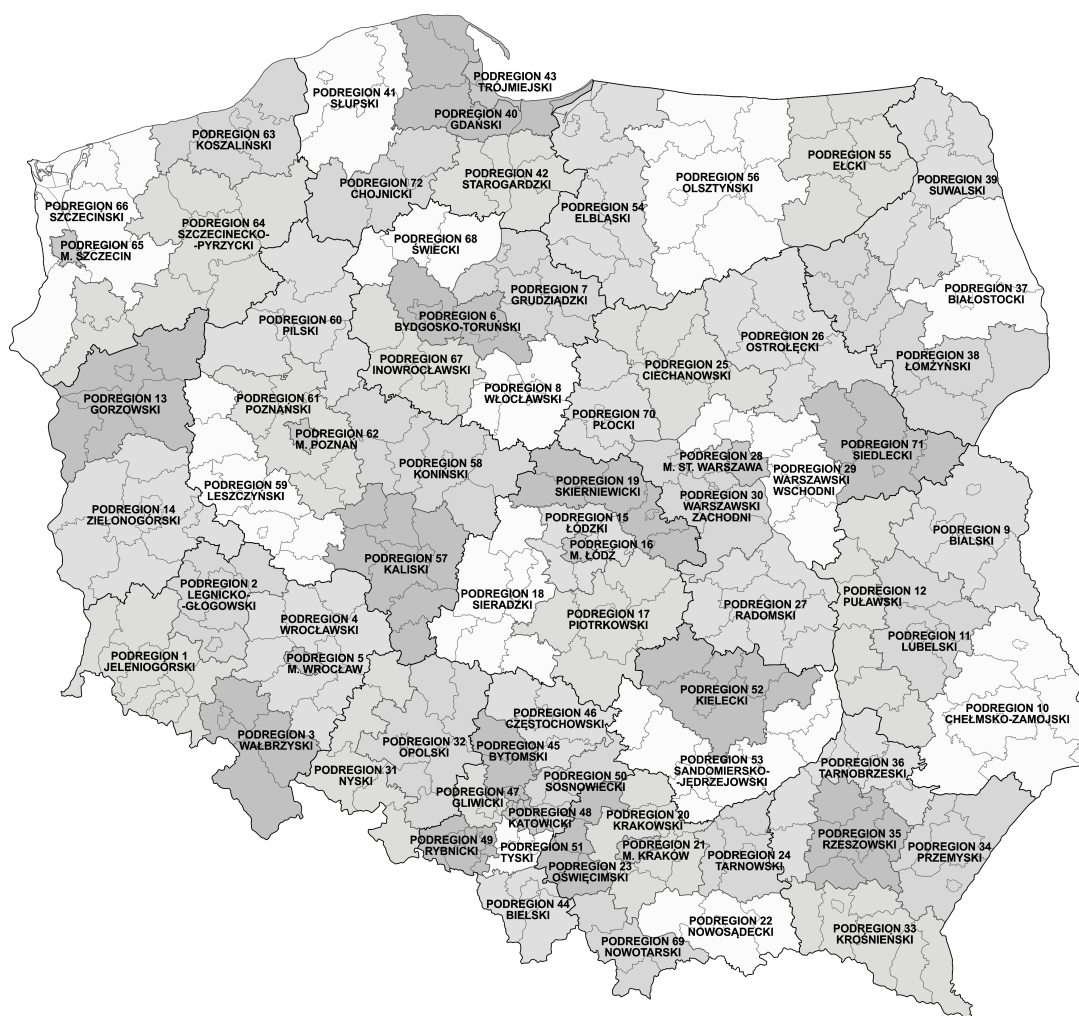 PODREGION 43
TRÓJMIEJSKI
PODREGION 41
SŁUPSKI
PODREGION 40
GDAŃSKI
PODREGION 63
KOSZALIŃSKI
PODREGION 55
EŁCKI
PODREGION 42
STAROGARDZKI
PODREGION 56
OLSZTYŃSKI
PODREGION 39
SUWALSKI
PODREGION 72
CHOJNICKI
PODREGION 66
SZCZECIŃSKI
PODREGION 54
ELBLĄSKI
PODREGION 64
SZCZECINECKO-
-PYRZYCKI
PODREGION 68
ŚWIECKI
PODREGION 65
M. SZCZECIN
PODREGION 7
GRUDZIĄDZKI
PODREGION 37
BIAŁOSTOCKI
PODREGION 6
BYDGOSKO-TORUŃSKI
PODREGION 60
PILSKI
PODREGION 26
OSTROŁĘCKI
PODREGION 67
INOWROCŁAWSKI
PODREGION 25
CIECHANOWSKI
PODREGION 38
ŁOMŻYŃSKI
PODREGION 8
WŁOCŁAWSKI
PODREGION 13
GORZOWSKI
PODREGION 61
POZNAŃSKI
PODREGION 70
PŁOCKI
PODREGION 62
M. POZNAŃ
PODREGION 71
SIEDLECKI
PODREGION 28
M. ST. WARSZAWA
PODREGION 58
KONIŃSKI
PODREGION 29
WARSZAWSKI
WSCHODNI
PODREGION 59
LESZCZYŃSKI
PODREGION 19
SKIERNIEWICKI
PODREGION 30
WARSZAWSKI
ZACHODNI
PODREGION 14
ZIELONOGÓRSKI
PODREGION 15
ŁÓDZKI
PODREGION 9
BIALSKI
PODREGION 16
M. ŁÓDŹ
PODREGION 57
KALISKI
PODREGION 2
LEGNICKO-
-GŁOGOWSKI
PODREGION 12
PUŁAWSKI
PODREGION 18
SIERADZKI
PODREGION 27
RADOMSKI
PODREGION 17
PIOTRKOWSKI
PODREGION 4
WROCŁAWSKI
PODREGION 11
LUBELSKI
PODREGION 1
JELENIOGÓRSKI
PODREGION 5
M. WROCŁAW
PODREGION 52
KIELECKI
PODREGION 10
CHEŁMSKO-ZAMOJSKI
PODREGION 46
CZĘSTOCHOWSKI
PODREGION 3
WAŁBRZYSKI
PODREGION 32
OPOLSKI
PODREGION 45
BYTOMSKI
PODREGION 53
SANDOMIERSKO-
-JĘDRZEJOWSKI
PODREGION 36
TARNOBRZESKI
PODREGION 31
NYSKI
PODREGION 50
SOSNOWIECKI
PODREGION 47
GLIWICKI
PODREGION 48
KATOWICKI
PODREGION 20
KRAKOWSKI
PODREGION 49
RYBNICKI
PODREGION 51
TYSKI
PODREGION 21
M. KRAKÓW
PODREGION 35
RZESZOWSKI
PODREGION 34
PRZEMYSKI
PODREGION 24
TARNOWSKI
PODREGION 23
OŚWIĘCIMSKI
PODREGION 44
BIELSKI
PODREGION 22
NOWOSĄDECKI
PODREGION 33
KROŚNIEŃSKI
PODREGION 69
NOWOTARSKI